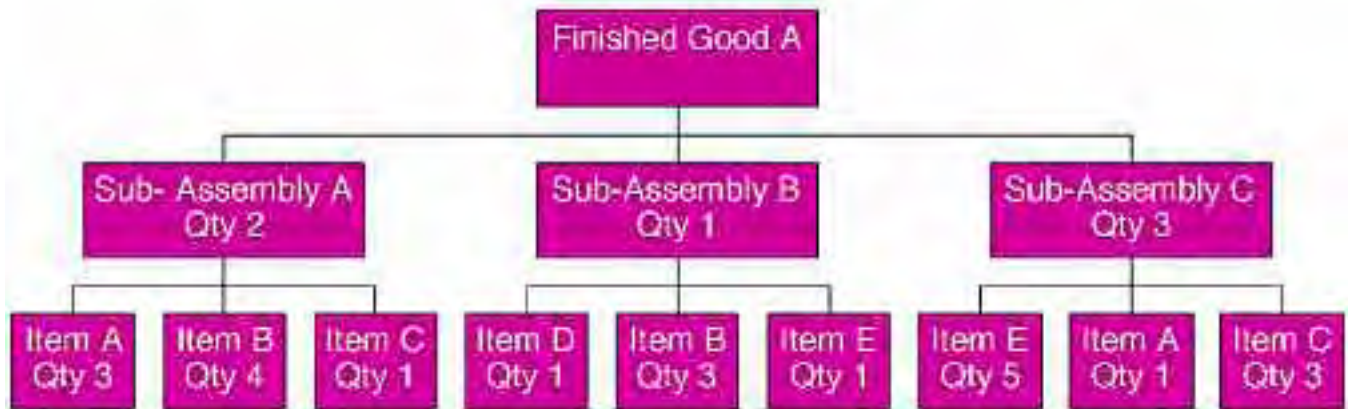 Finished Good A
Sub- Assembly A
Qty 2
Sub-Assembly B
Qty 1
Sub-Assembly C
Qty 3
Item A
Qty 3
Item B
Qty 4
Item C
Qty 1
Item D
Qty 1
Item B
Qty 3
Item E
Qty 1
Item E
Qty 5
Item A
Qty 1
Item C
Qty 3